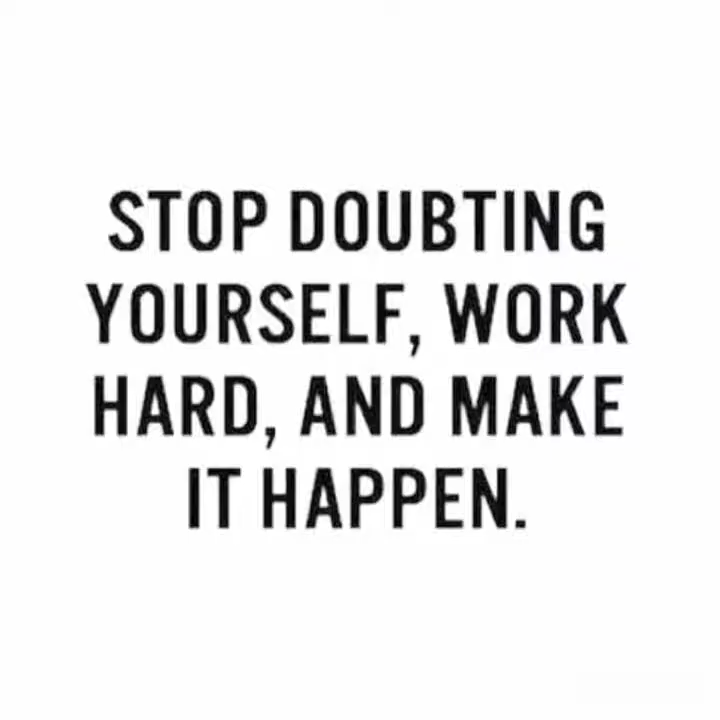 STOP DOUBTING
YOURSELF, WORK
HARD, AND MAKE
IT HAPPEN.